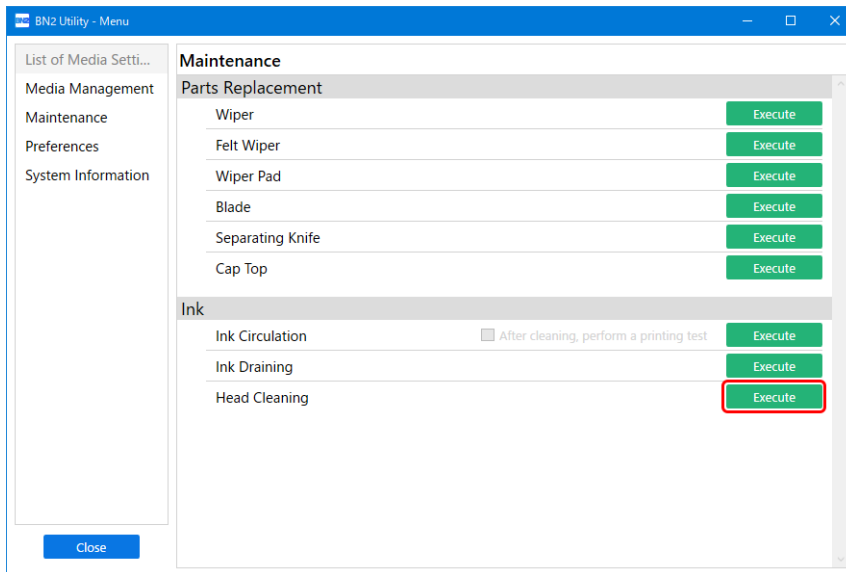 BN2 Utility - Menu
List of Media Setti...
Media Management
Maintenance
Preferences
System Information
Close
Maintenance
Parts Replacement
Wiper Execute
Felt Wiper Execute
Wiper Pad Execute
Blade Execute
Separating Knife Execute
Cap Top Execute
Ink
Ink Circulation After cleaning, perform a printing test Execute
Ink Draining Execute
Head Cleaning Execute